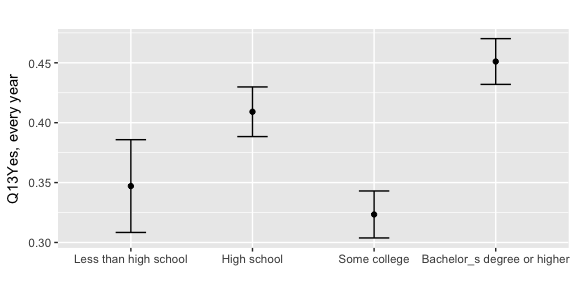 Q13Yes, every year
0.45
0.40
0.35
0.30
Less than high school
High school
Some college
Bachelor_s degree or higher